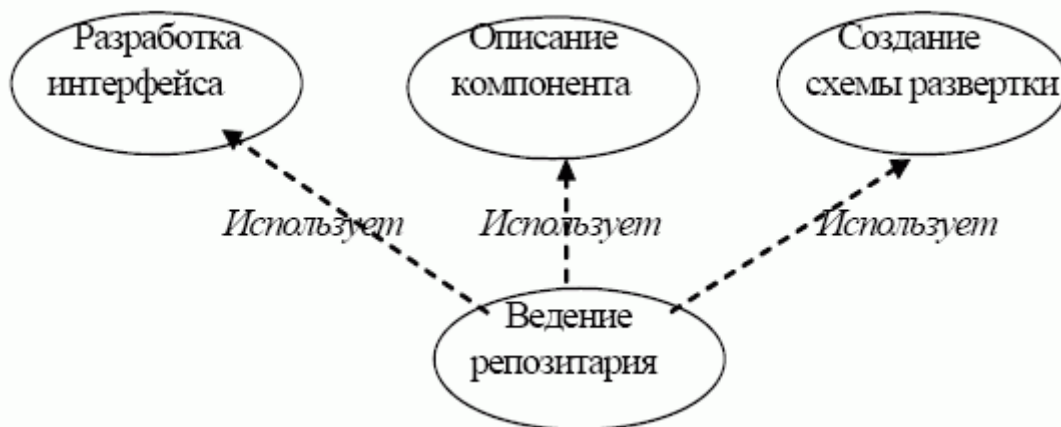 Разработка
интерфейса
Описание
компонента
Создание
схемы развертки
Использует
Использует
Использует
Ведение
репозитария